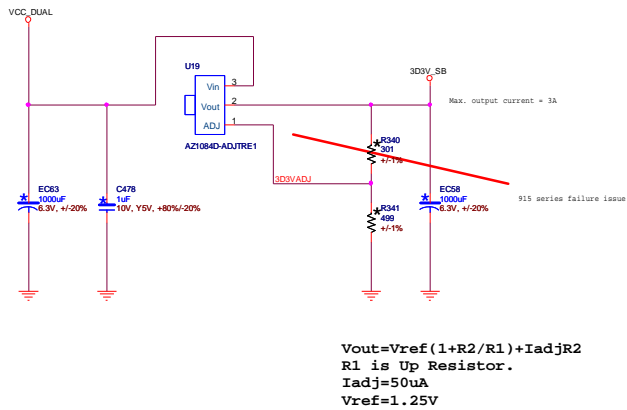 VCC_DUAL
U19
3D3V_SB
Vin
3
Vout
2
Max. output current = 3A
ADJ
1
AZ1084D-ADJTRE1
*R340
301
+/-1%
3D3VADJ
* EC63
1000uF
6.3V, +/-20%
* C478
1uF
10V, Y5V, +80%/-20%
* EC58
1000uF
6.3V, +/-20%
915 series failure issue
*R341
499
+/-1%
Vout=Vref(1+R2/R1)+IadjR2
R1 is Up Resistor.
Iadj=50uA
Vref=1.25V